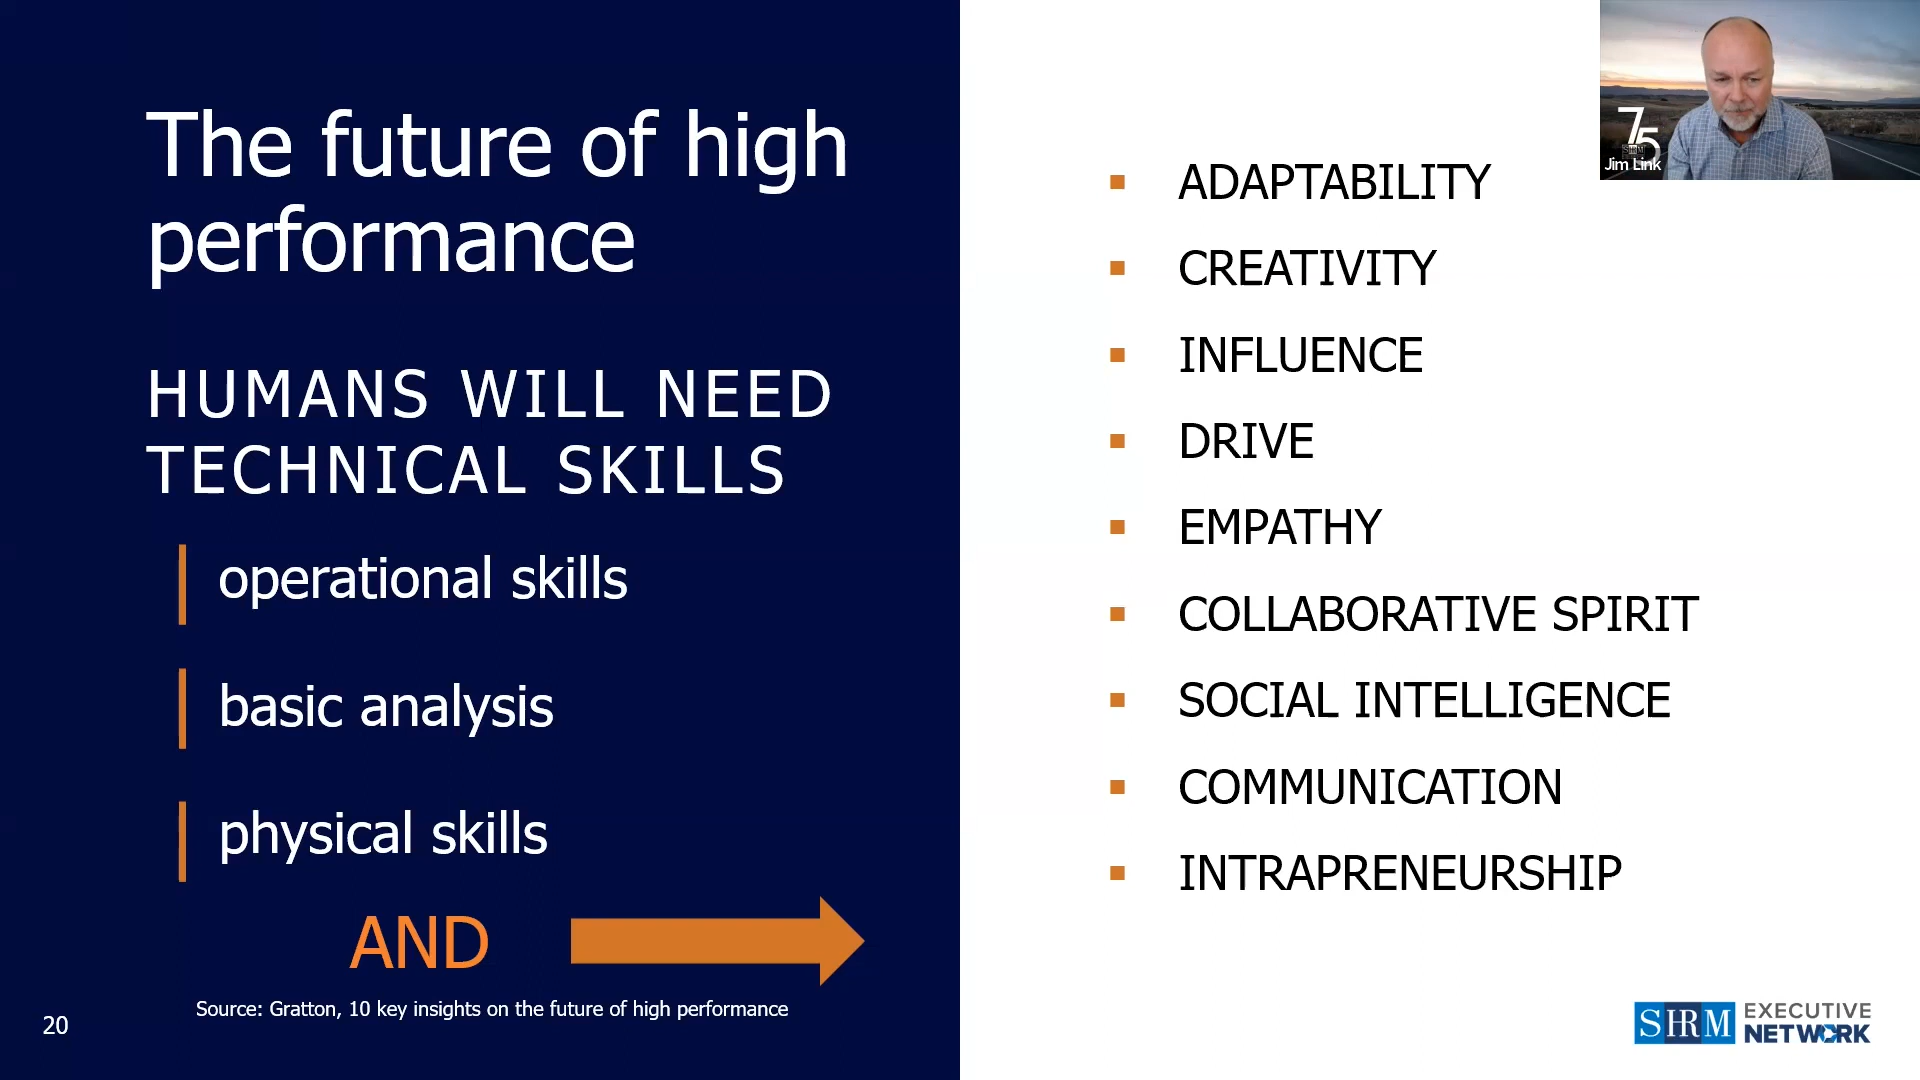 The future of high
performance
HUMANS WILL NEED
TECHNICAL SKILLS
operational skills
basic analysis
physical skills
AND
Source: Gratton, 10 key insights on the future of high performance
20
ADAPTABILITY
CREATIVITY
INFLUENCE
DRIVE
EMPATHY
COLLABORATIVE SPIRIT
SOCIAL INTELLIGENCE
COMMUNICATION
INTRAPRENEURSHIP
75
SHRM
Jim Link
SHRM EXECUTIVE
NETWORK